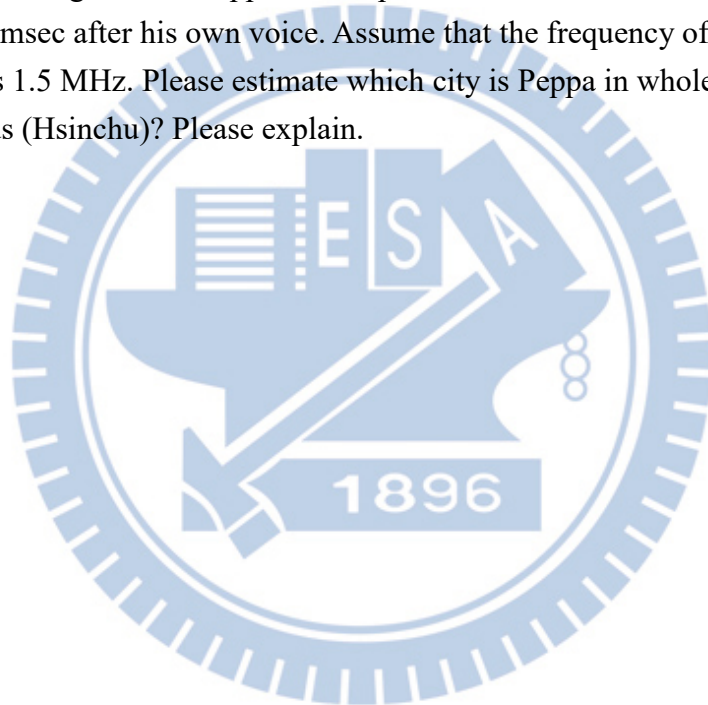 msec after his own voice. Assume that the frequency of
s 1.5 MHz. Please estimate which city is Peppa in whole
(Hsinchu)? Please explain.
ESA
1896